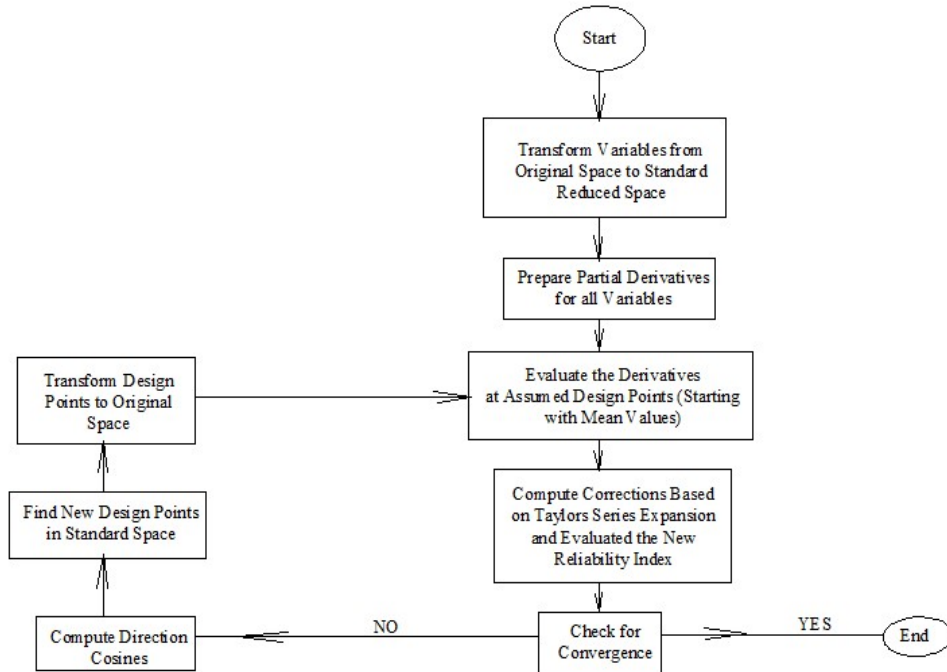 Start
Transform Variables from
Original Space to Standard
Reduced Space
Prepare Partial Derivatives
for all Variables
Evaluate the Derivatives
at Assumed Design Points (Starting
with Mean Values)
Compute Corrections Based
on Taylors Series Expansion
and Evaluated the New
Reliability Index
Check for
Convergence
YES
End
NO
Compute Direction
Cosines
Find New Design Points
in Standard Space
Transform Design
Points to Original
Space